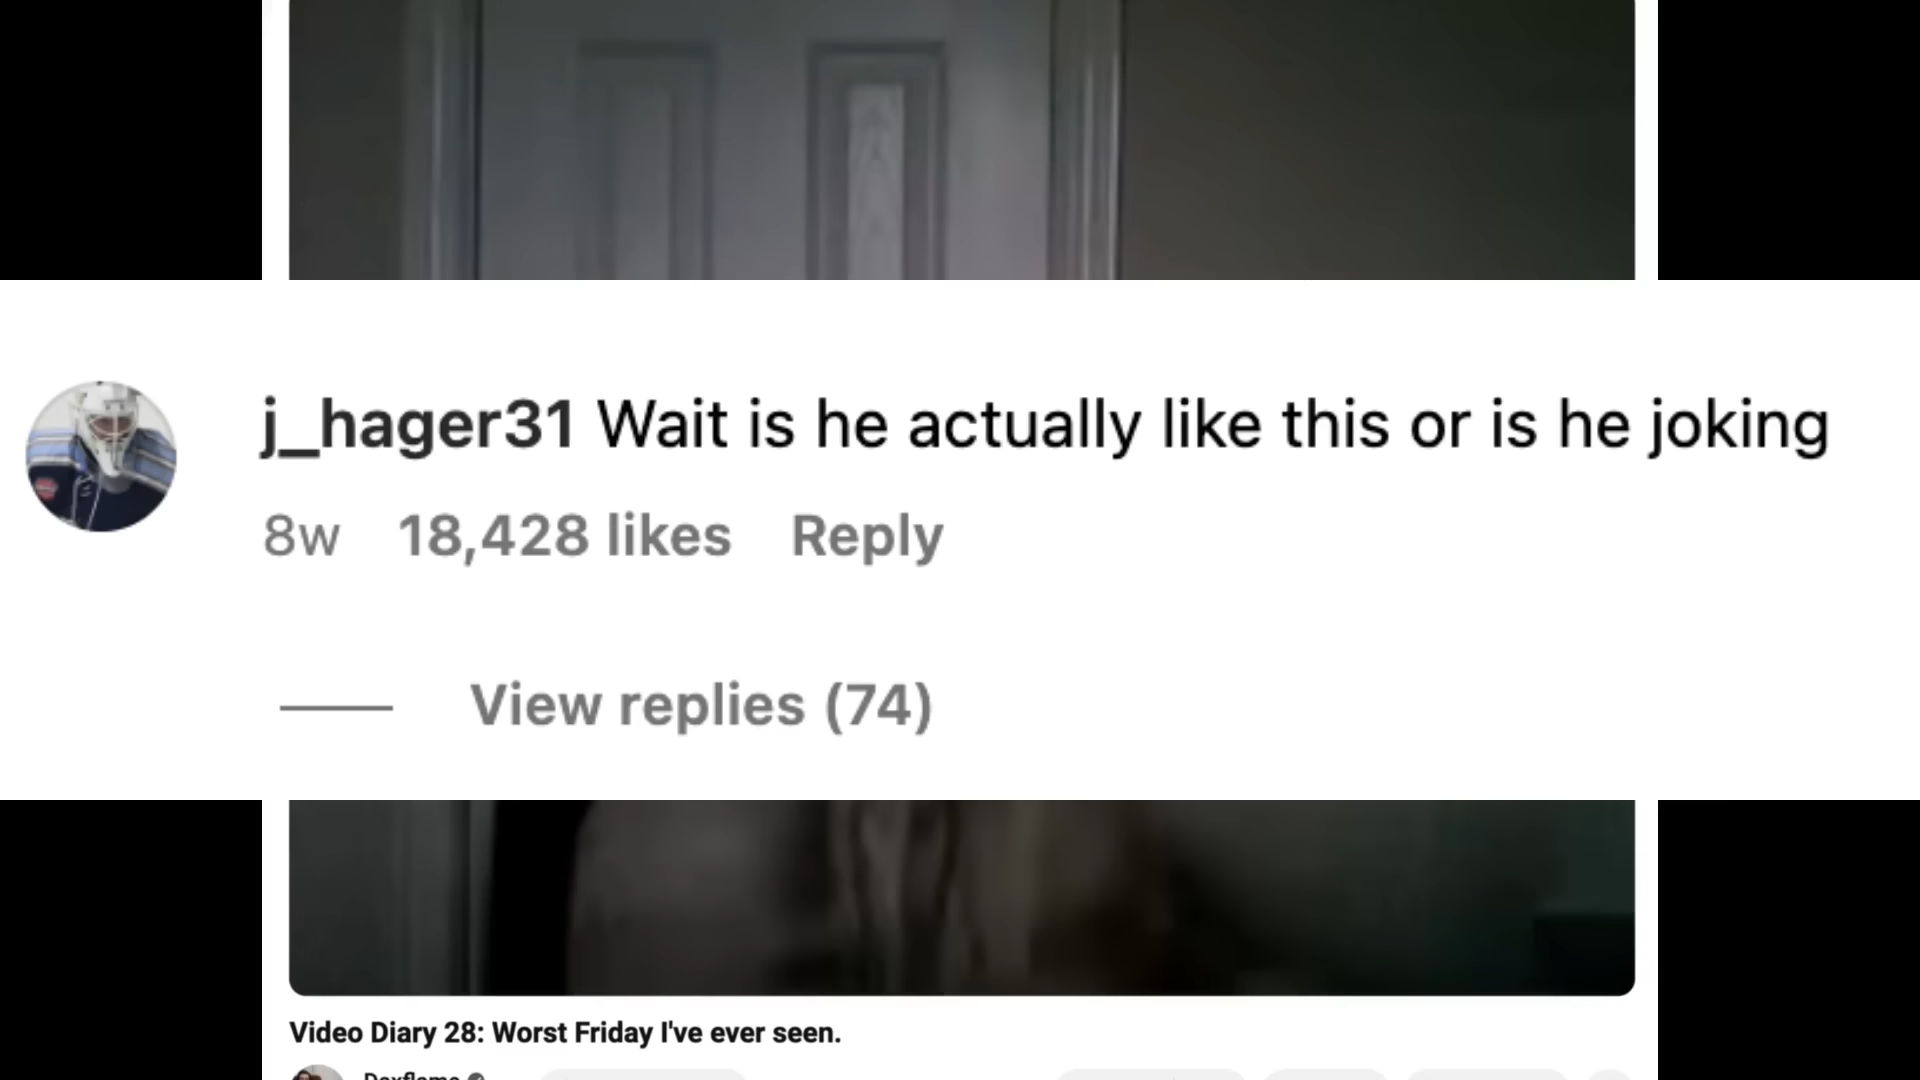 j_hager31 Wait is he actually like this or is he joking
8w 18,428 likes Reply
View replies (74)
Video Diary 28: Worst Friday I've ever seen.
Daxflame